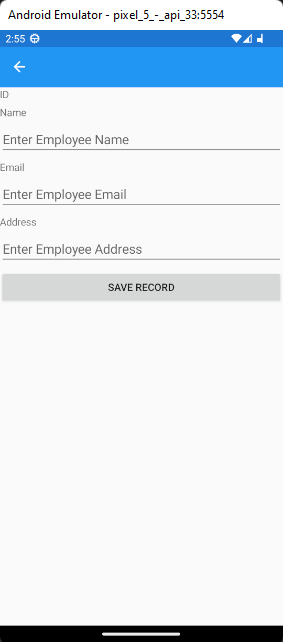 Android Emulator - pixel_5_-_api_33:5554
2:55
ID
Name
Enter Employee Name
Email
Enter Employee Email
Address
Enter Employee Address
SAVE RECORD